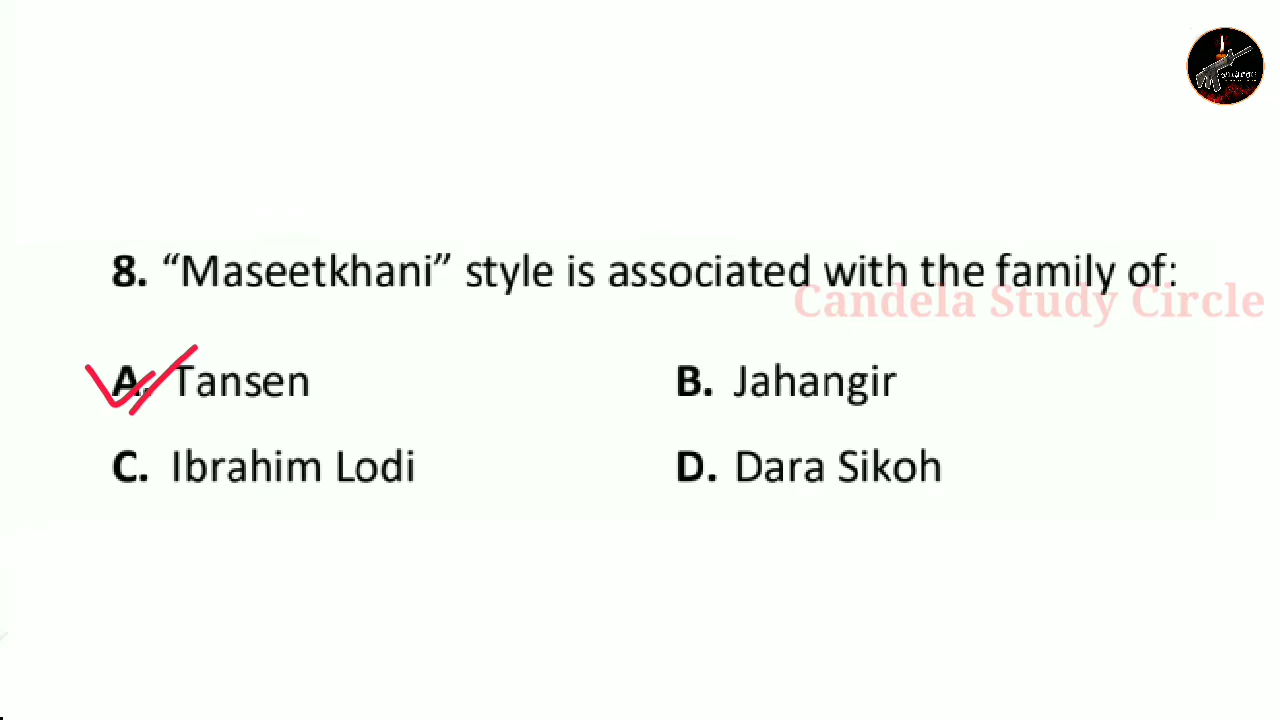 8. “Maseetkhani” style is associated with the family of:
Candela Study Circle
A. Tansen B. Jahangir
C. Ibrahim Lodi D. Dara Sikoh